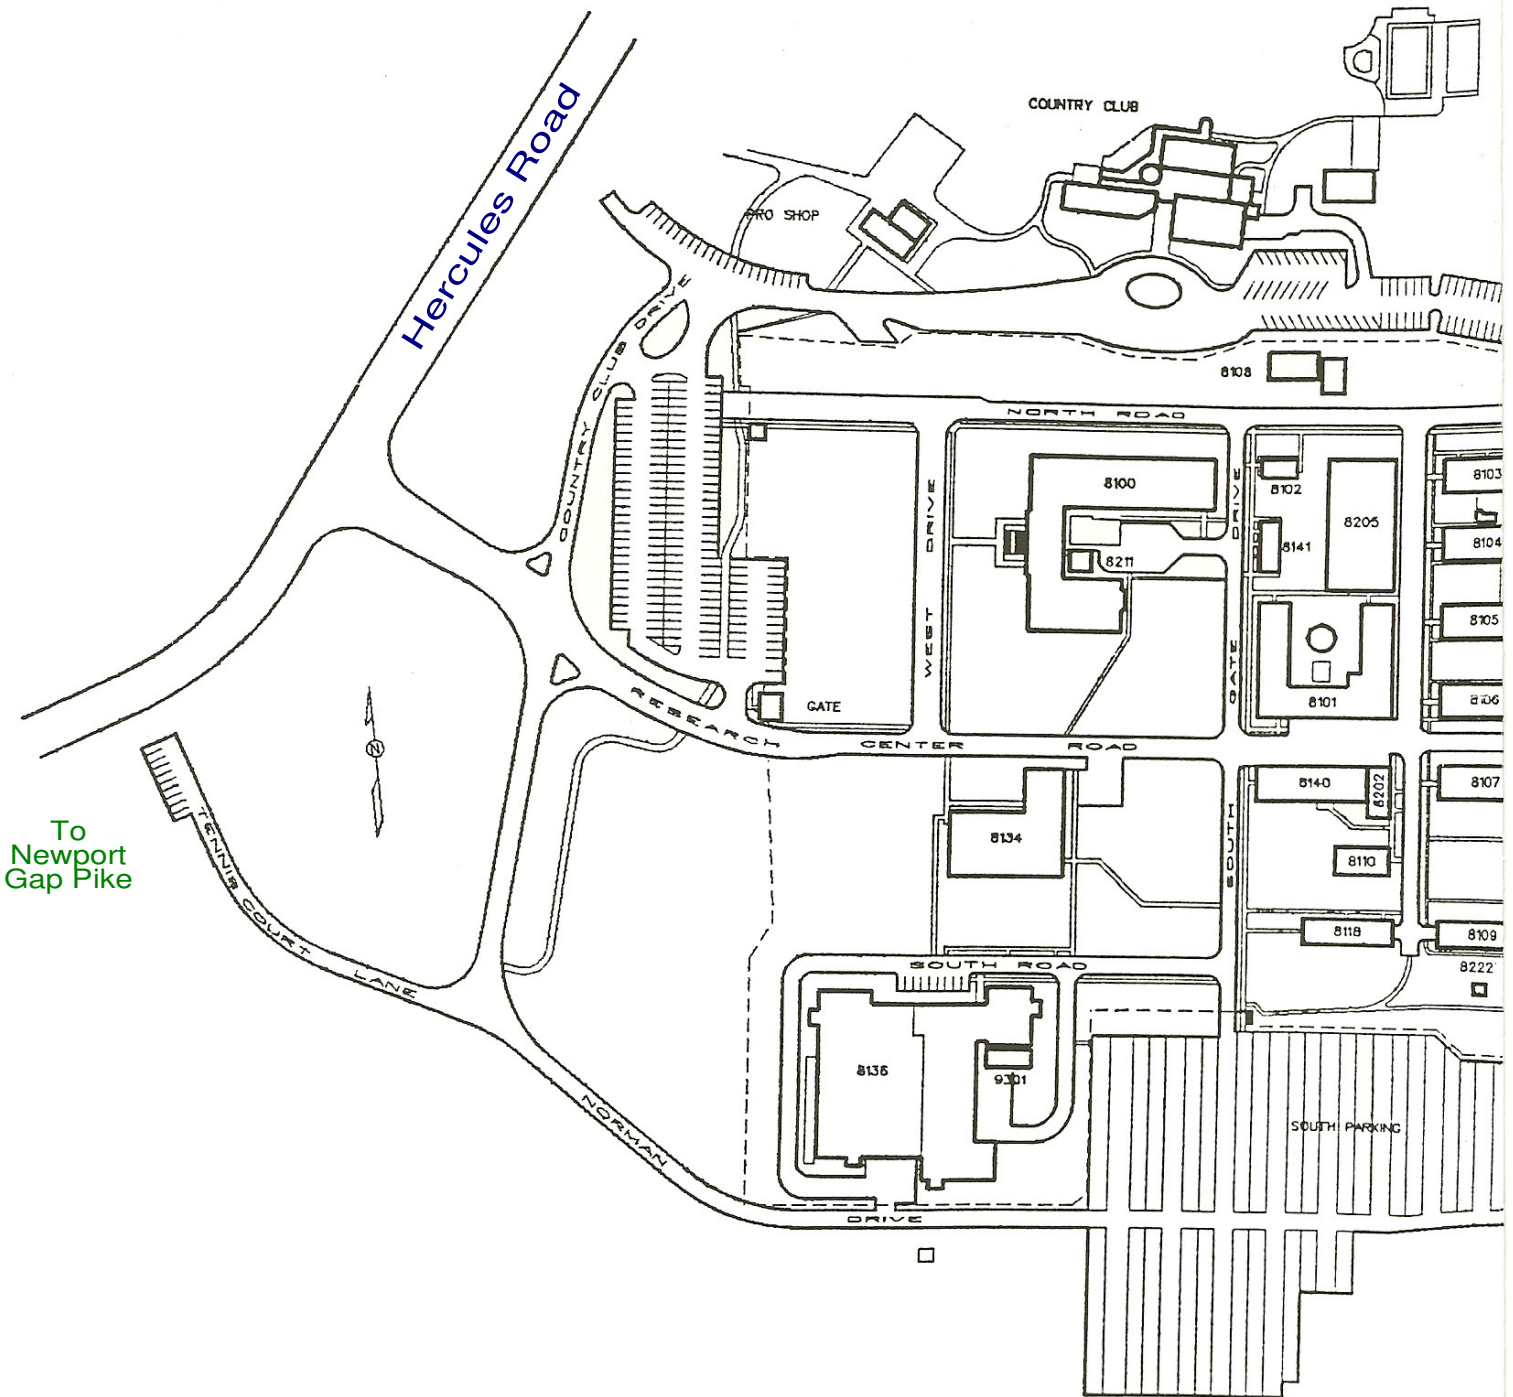 COUNTRY CLUB
Hercules Road
PRO SHOP
COUNTRY CLUB DRIVE
8108
NORTH ROAD
8100
8102
8103
8205
8104
8141
8211
WEST DRIVE
SOUTH GATE DRIVE
8105
8101
8106
GATE
RESEARCH CENTER ROAD
N
8140
8202
8107
To
Newport
Gap Pike
TENNIS COURT LANE
8134
8110
8118
8109
SOUTH ROAD
8222
8136
9301
NORMAN DRIVE
SOUTH PARKING